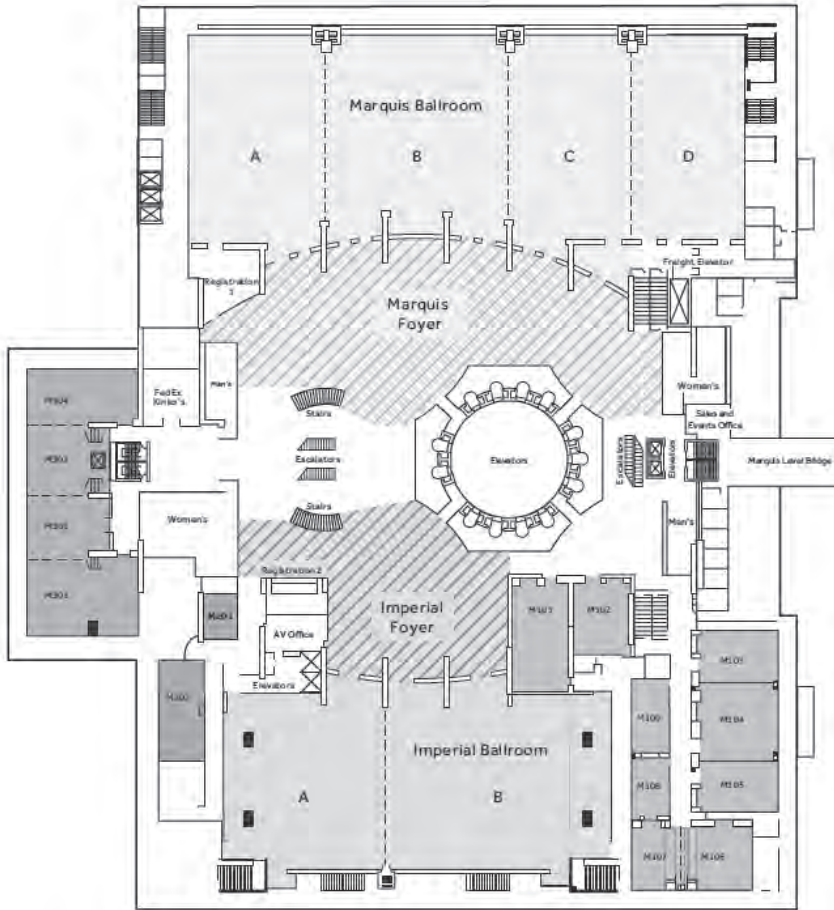 Marquis Ballroom
A
B
C
D
Freight Elevator
Registration
1
Marquis
Foyer
Men's
FedEx
Kinko's
M304
M303
M302
M301
Women's
Stairs
Escalators
Stairs
Elevators
Escalators
Elevators
Women's
Sales and
Events Office
Marquis Level Bridge
Men's
Registration 2
Imperial
Foyer
AV Office
Elevators
M101
M102
M103
M104
M105
M106
M107
M108
M109
Imperial Ballroom
A
B